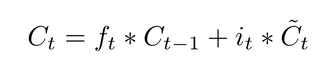 $C_t = f_t * C_{t-1} + i_t * \tilde{C}_t$